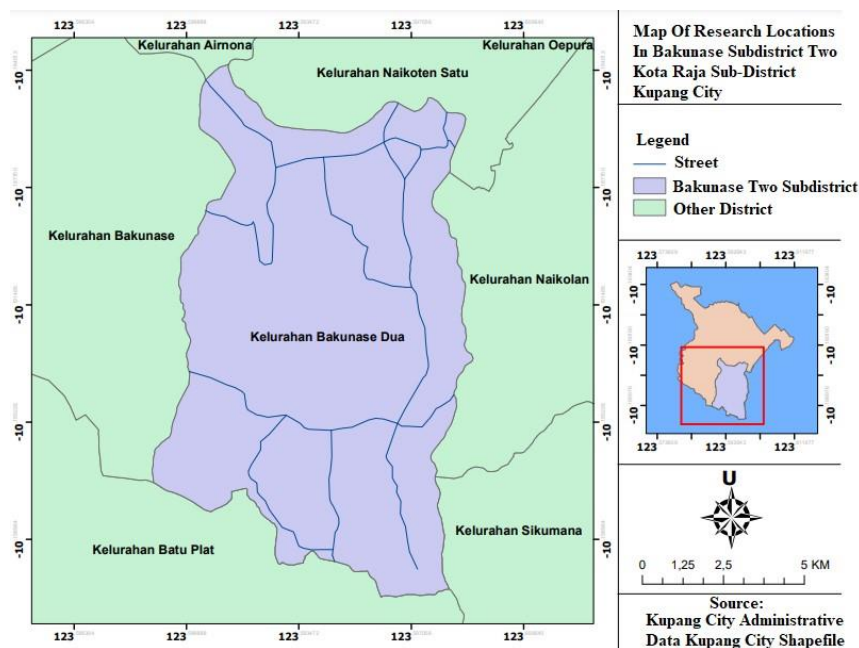 123 123 123 123 123
Kelurahan Airnona
Kelurahan Oepura
Kelurahan Naikoten Satu
-10 -10
-10 -10
Kelurahan Bakunase
Kelurahan Naikolan
-10 -10
Kelurahan Bakunase Dua
-10 -10
Kelurahan Sikumana
-10 -10
Kelurahan Batu Plat
123 123 123 123 123
Map Of Research Locations
In Bakunase Subdistrict Two
Kota Raja Sub-District
Kupang City
Legend
Street
Bakunase Two Subdistrict
Other District
123 123 123
-10 -10
-10 -10
-10 -10
123 123 123
U
0 1,25 2,5 5 KM
Source:
Kupang City Administrative
Data Kupang City Shapefile